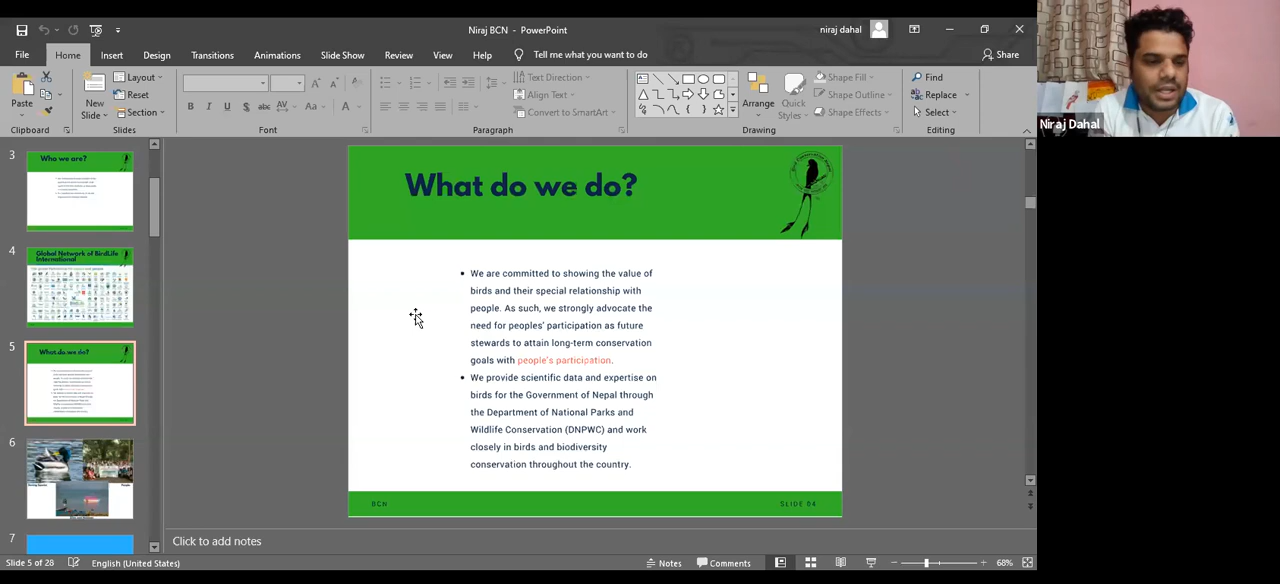 Niraj BCN - PowerPoint
niraj dahal
File Home Insert Design Transitions Animations Slide Show Review View Help Tell me what you want to do Share
Paste
Clipboard
New
Slide
Layout
Reset
Section
Slides
Font
Text Direction
Align Text
Convert to SmartArt
Paragraph
Arrange
Quick
Styles
Shape Fill
Shape Outline
Shape Effects
Drawing
Find
Replace
Select
Editing
Niraj Dahal
3
Who we are?
4
Global Network of BirdLife
International
5
What do we do?
6
7
What do we do?
• We are committed to showing the value of
birds and their special relationship with
people. As such, we strongly advocate the
need for peoples' participation as future
stewards to attain long-term conservation
goals with people's participation.
• We provide scientific data and expertise on
birds for the Government of Nepal through
the Department of National Parks and
Wildlife Conservation (DNPWC) and work
closely in birds and biodiversity
conservation throughout the country.
BCN
SLIDE 04
Click to add notes
Slide 5 of 28 English (United States) Notes Comments 68%